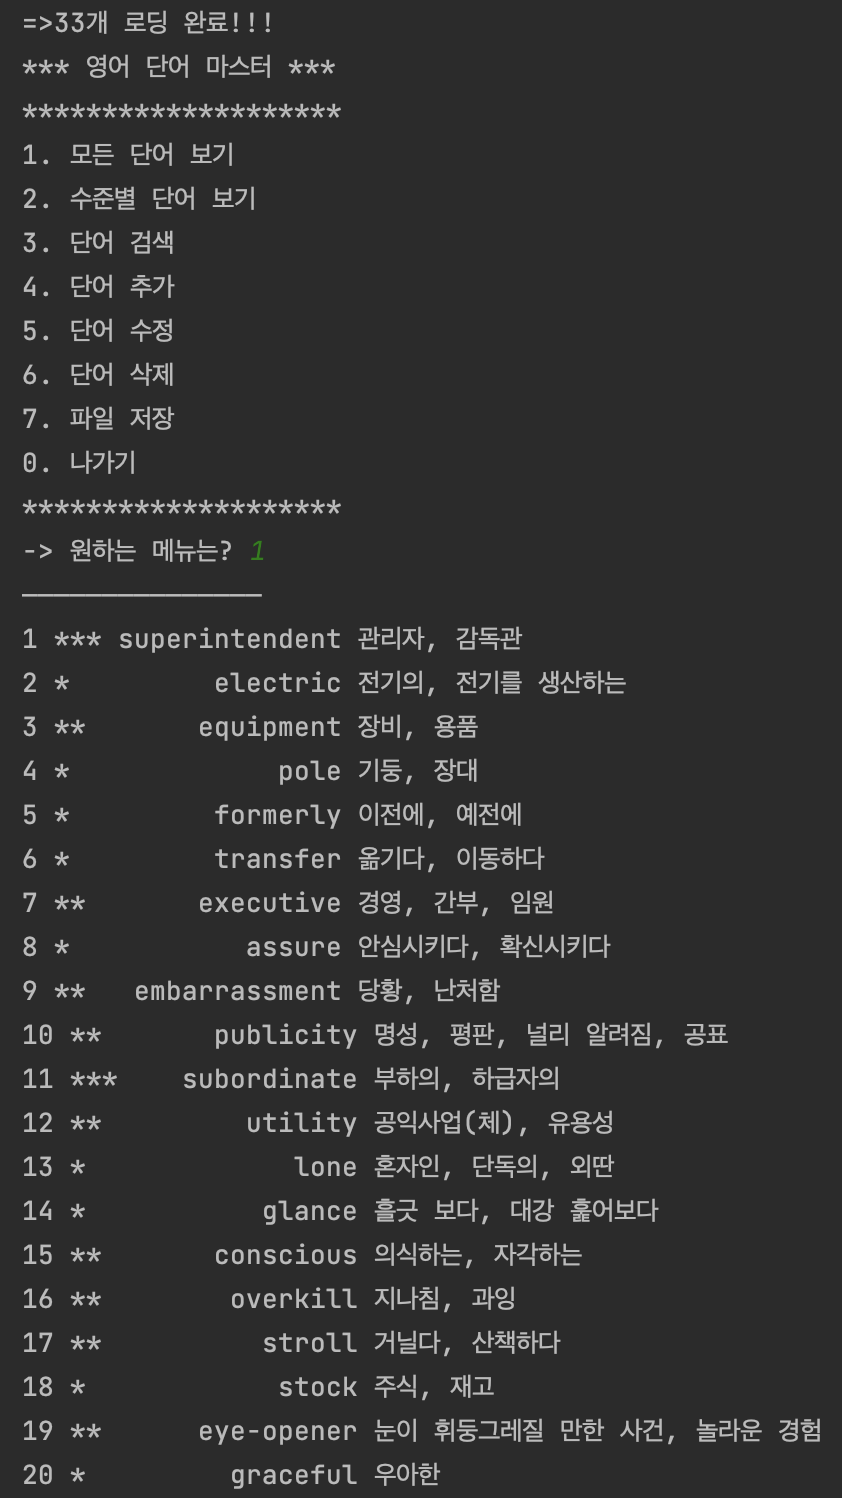 =>33개 로딩 완료!!!
*** 영어 단어 마스터 ***
********************
1. 모든 단어 보기
2. 수준별 단어 보기
3. 단어 검색
4. 단어 추가
5. 단어 수정
6. 단어 삭제
7. 파일 저장
0. 나가기
********************
-> 원하는 메뉴는? 1
_______________
1 *** superintendent 관리자, 감독관
2 *         electric 전기의, 전기를 생산하는
3 **       equipment 장비, 용품
4 *             pole 기둥, 장대
5 *         formerly 이전에, 예전에
6 *         transfer 옮기다, 이동하다
7 **       executive 경영, 간부, 임원
8 *           assure 안심시키다, 확신시키다
9 **   embarrassment 당황, 난처함
10 **       publicity 명성, 평판, 널리 알려짐, 공표
11 ***    subordinate 부하의, 하급자의
12 **         utility 공익사업(체), 유용성
13 *             lone 혼자인, 단독의, 외딴
14 *           glance 흘긋 보다, 대강 훑어보다
15 **       conscious 의식하는, 자각하는
16 **        overkill 지나침, 과잉
17 **          stroll 거닐다, 산책하다
18 *            stock 주식, 재고
19 **      eye-opener 눈이 휘둥그레질 만한 사건, 놀라운 경험
20 *         graceful 우아한